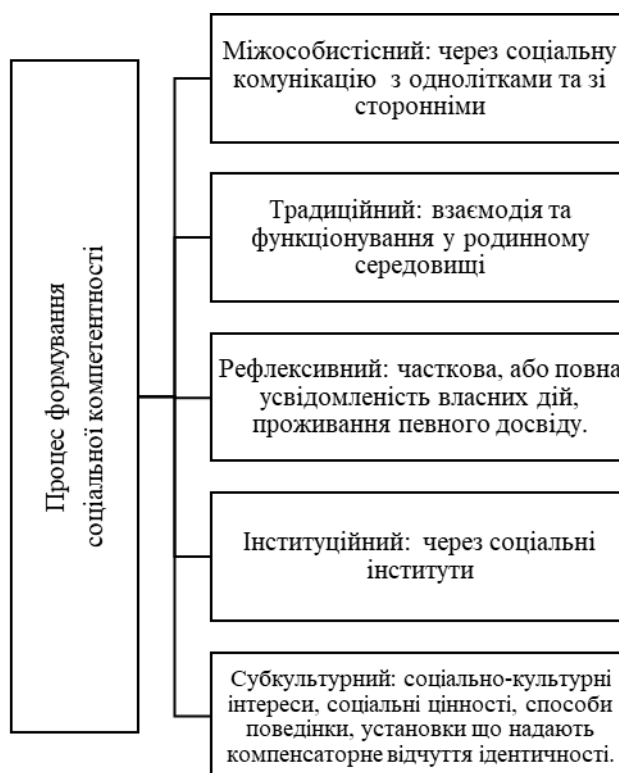 Процес формування
соціальної компетентності
Міжособистісний: через соціальну
комунікацію з однолітками та зі
сторонніми
Традиційний: взаємодія та
функціонування у родинному
середовищі
Рефлексивний: часткова, або повна
усвідомленість власних дій,
проживання певного досвіду.
Інституційний: через соціальні
інститути
Субкультурний: соціально-культурні
інтереси, соціальні цінності, способи
поведінки, установки що надають
компенсаторне відчуття ідентичності.